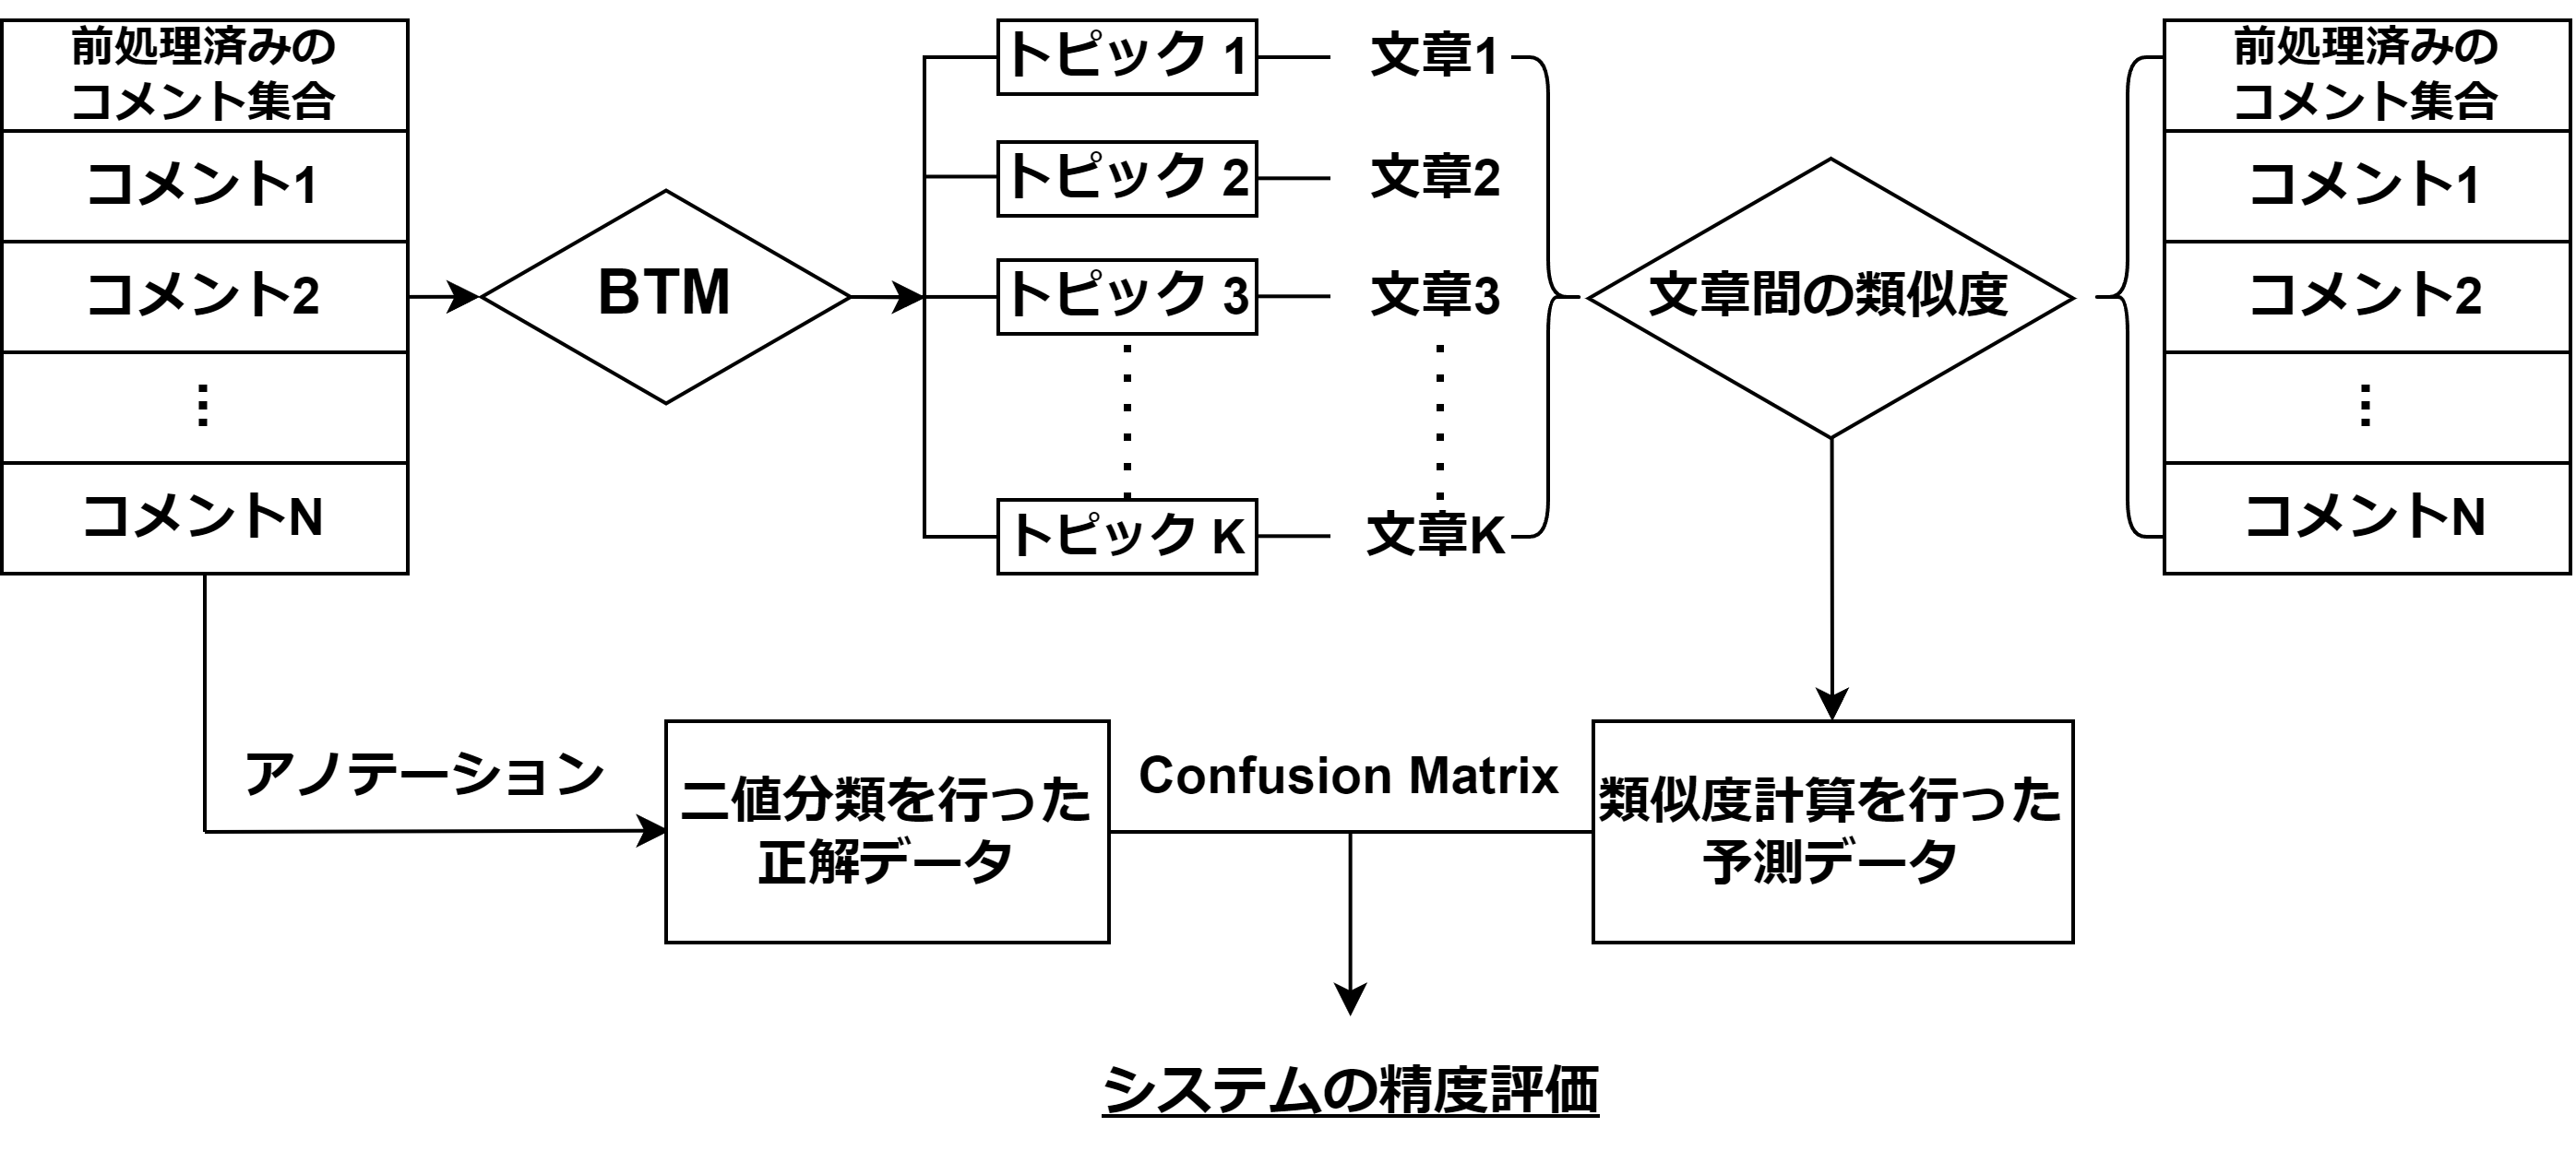 前処理済みの
コメント集合
コメント1
コメント2
⋮
コメントN
BTM
トピック 1
トピック 2
トピック 3
トピック K
文章1
文章2
文章3
文章K
文章間の類似度
前処理済みの
コメント集合
コメント1
コメント2
⋮
コメントN
アノテーション
二値分類を行った
正解データ
Confusion Matrix
類似度計算を行った
予測データ
システムの精度評価